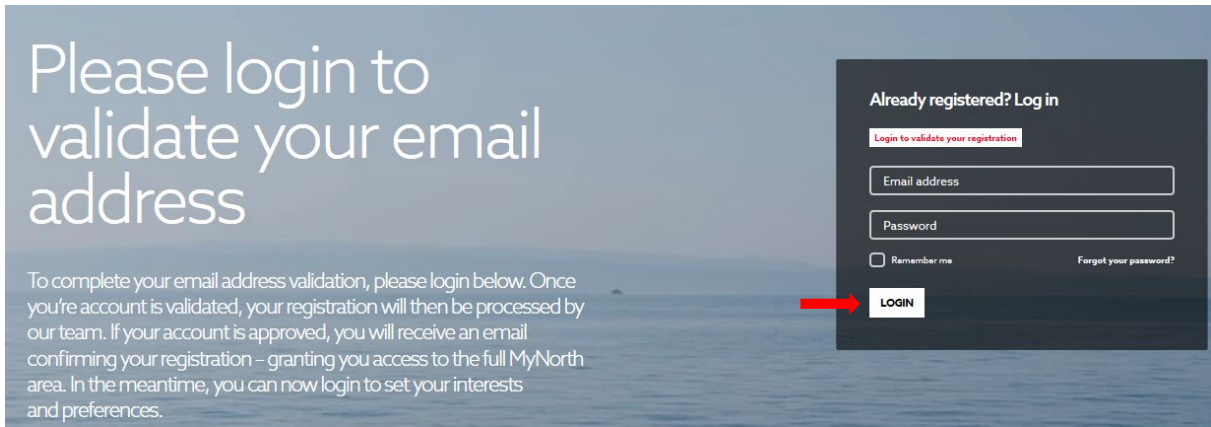 Please login to
validate your email
address
To complete your email address validation, please login below. Once
you're account is validated, your registration will then be processed by
our team. If your account is approved, you will receive an email
confirming your registration – granting you access to the full MyNorth
area. In the meantime, you can now login to set your interests
and preferences.
Already registered? Log in
Login to validate your registration
Email address
Password
Remember me
Forgot your password?
LOGIN